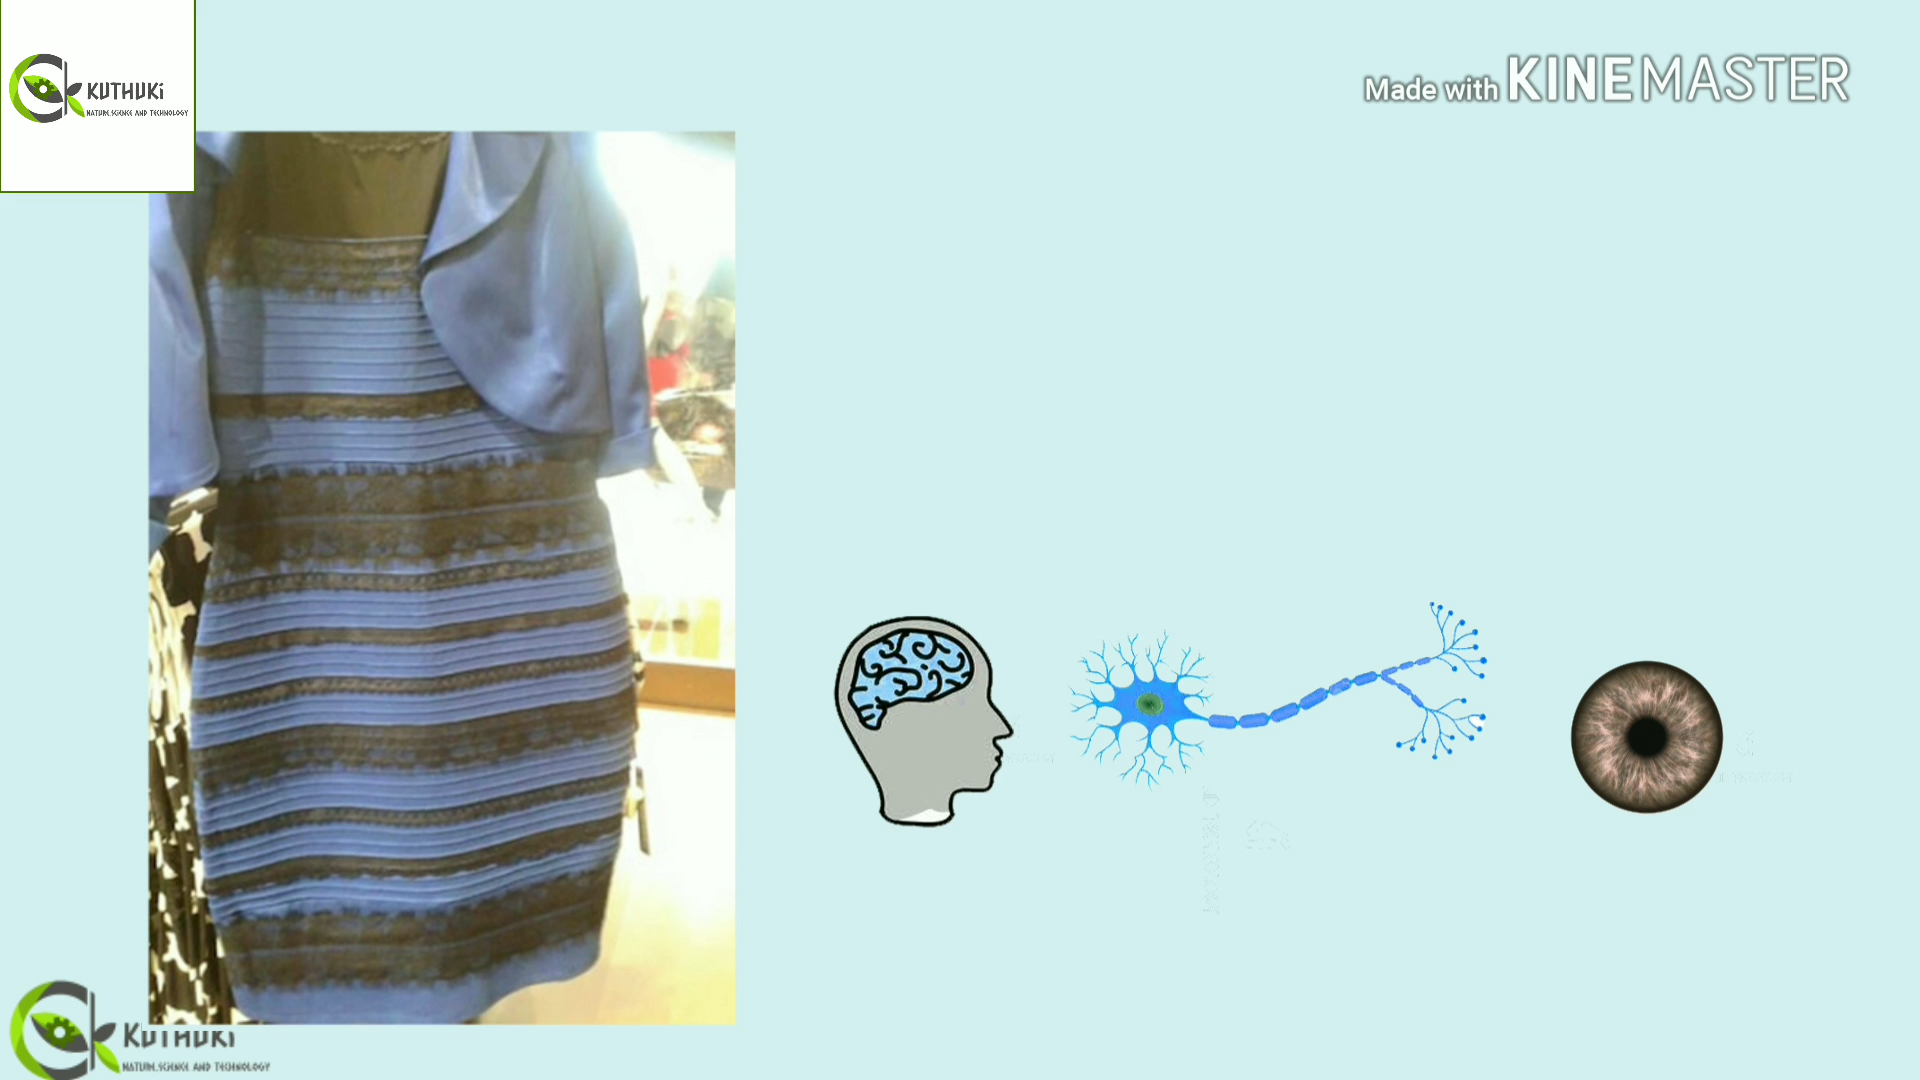 KUTHUKi
NATURE.SCIENCE AND TECHNOLOGY
Made with KINEMASTER
KUTHUKi
NATURE.SCIENCE AND TECHNOLOGY